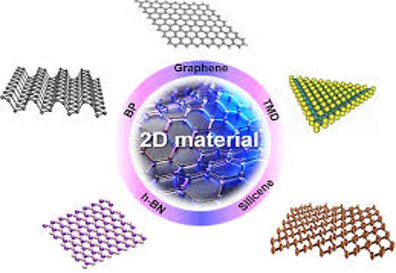 Graphene
BP
TMD
2D material
h-BN
Silicene